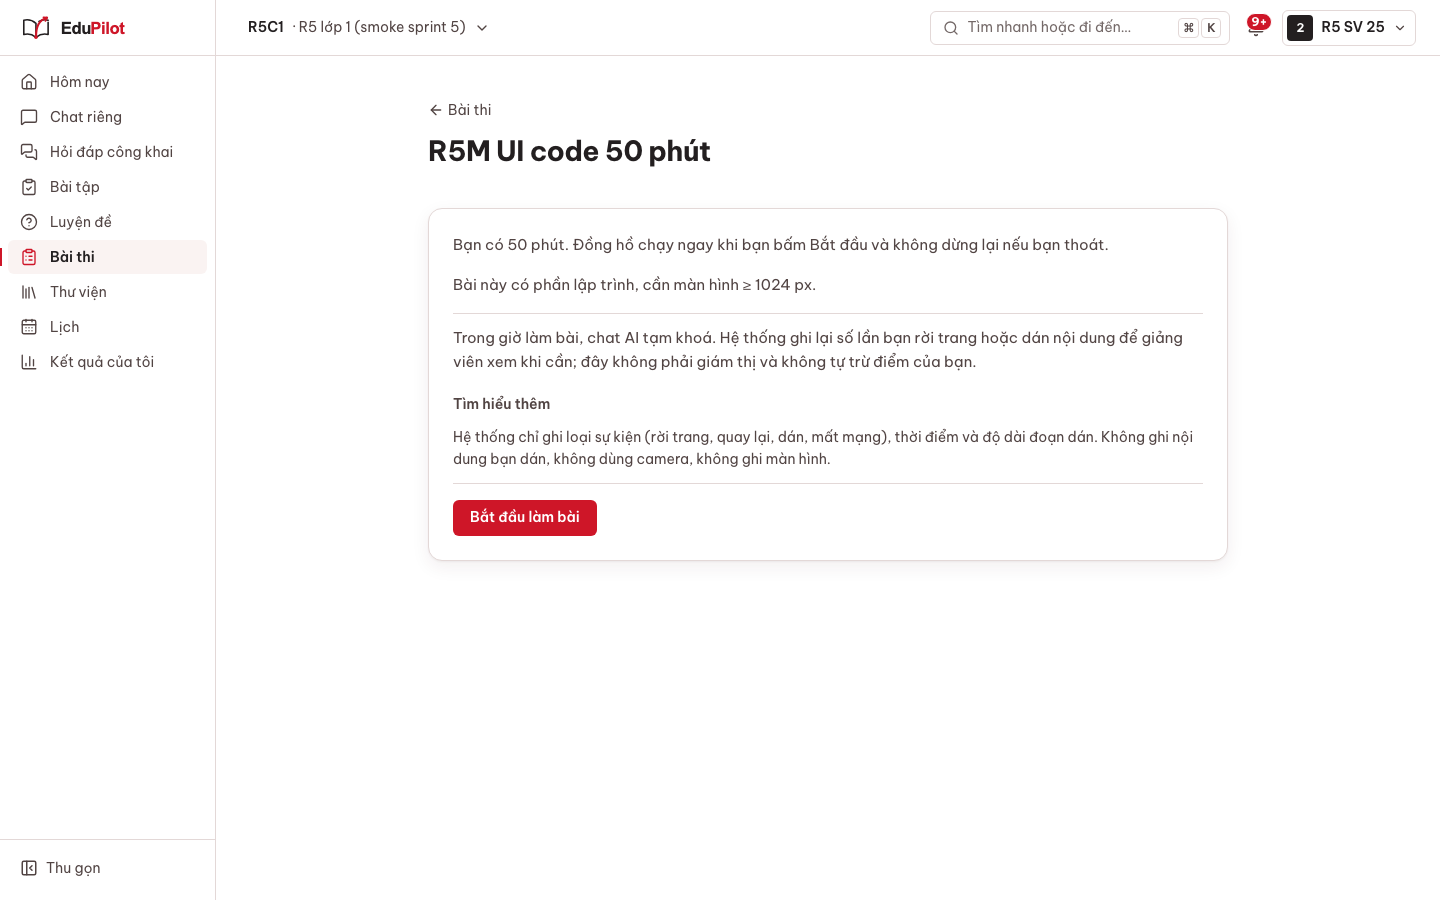 EduPilot
R5C1 · R5 lớp 1 (smoke sprint 5)
Tìm nhanh hoặc đi đến...
⌘ K
9+
2 R5 SV 25
Hôm nay
Chat riêng
Hỏi đáp công khai
Bài tập
Luyện đề
Bài thi
Thư viện
Lịch
Kết quả của tôi
Thu gọn
Bài thi
R5M UI code 50 phút
Bạn có 50 phút. Đồng hồ chạy ngay khi bạn bấm Bắt đầu và không dừng lại nếu bạn thoát.
Bài này có phần lập trình, cần màn hình ≥ 1024 px.
Trong giờ làm bài, chat AI tạm khoá. Hệ thống ghi lại số lần bạn rời trang hoặc dán nội dung để giảng
viên xem khi cần; đây không phải giám thị và không tự trừ điểm của bạn.
Tìm hiểu thêm
Hệ thống chỉ ghi loại sự kiện (rời trang, quay lại, dán, mất mạng), thời điểm và độ dài đoạn dán. Không ghi nội
dung bạn dán, không dùng camera, không ghi màn hình.
Bắt đầu làm bài